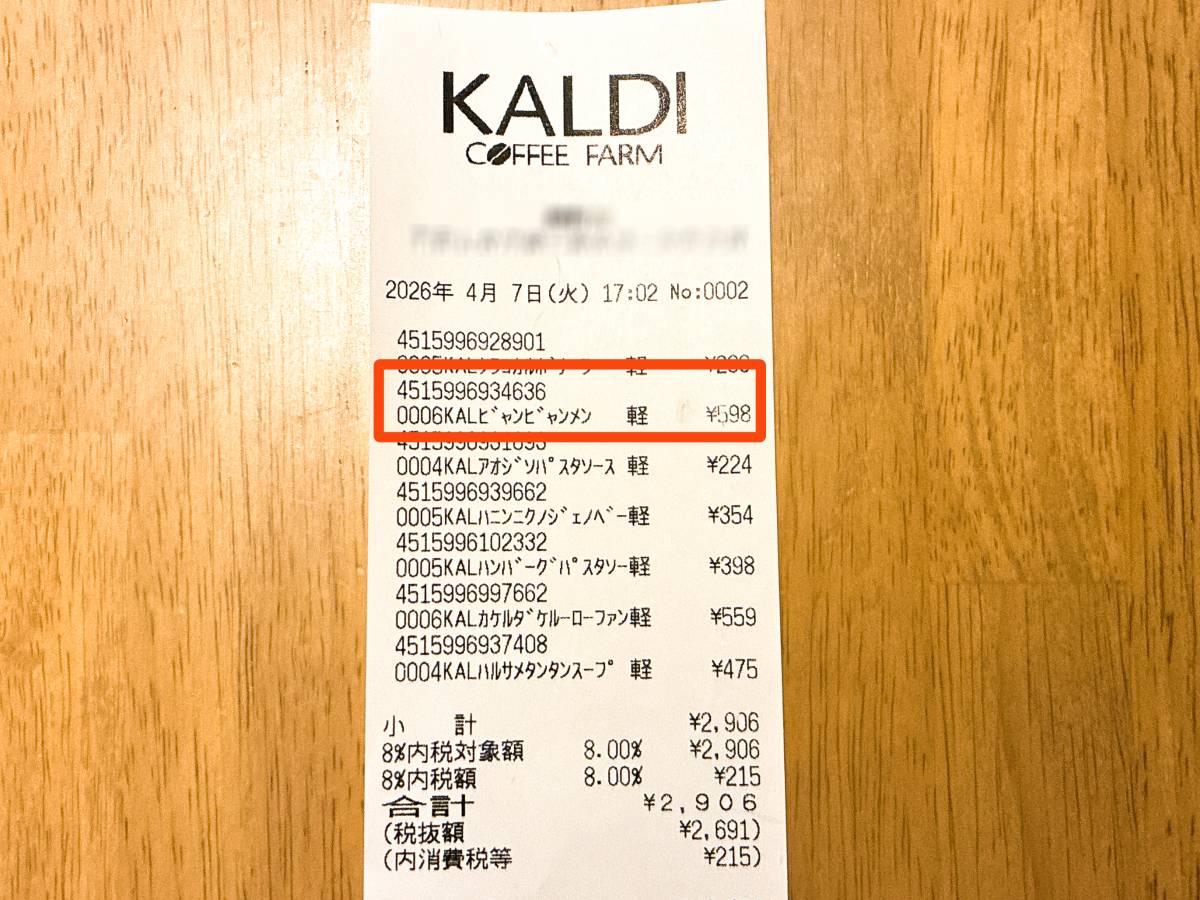 KALDI
COFFEE FARM
2026年 4月 7日(火) 17:02 No:0002
4515996928901
軽
4515996934636
0006KALﾋﾞｬﾝﾋﾞｬﾝﾒﾝ 軽 ¥598
0004KALｱｵｼﾞｿﾊﾟｽﾀｿｰｽ 軽 ¥224
4515996939662
0005KALﾊﾆﾝﾆｸﾉｼﾞｪﾉﾍﾞｰ軽 ¥354
4515996102332
0005KALﾊﾝﾊﾞｰｸﾞﾊﾟｽﾀｿｰ軽 ¥398
4515996997662
0006KALｶｹﾙﾀﾞｹﾙｰﾛｰﾌｧﾝ軽 ¥559
4515996937408
0004KALﾊﾙｻﾒﾀﾝﾀﾝｽｰﾌﾟ 軽 ¥475
小 計 ¥2,906
8%内税対象額 8.00% ¥2,906
8%内税額 8.00% ¥215
合計 ¥2,906
(税抜額 ¥2,691)
(内消費税等 ¥215)